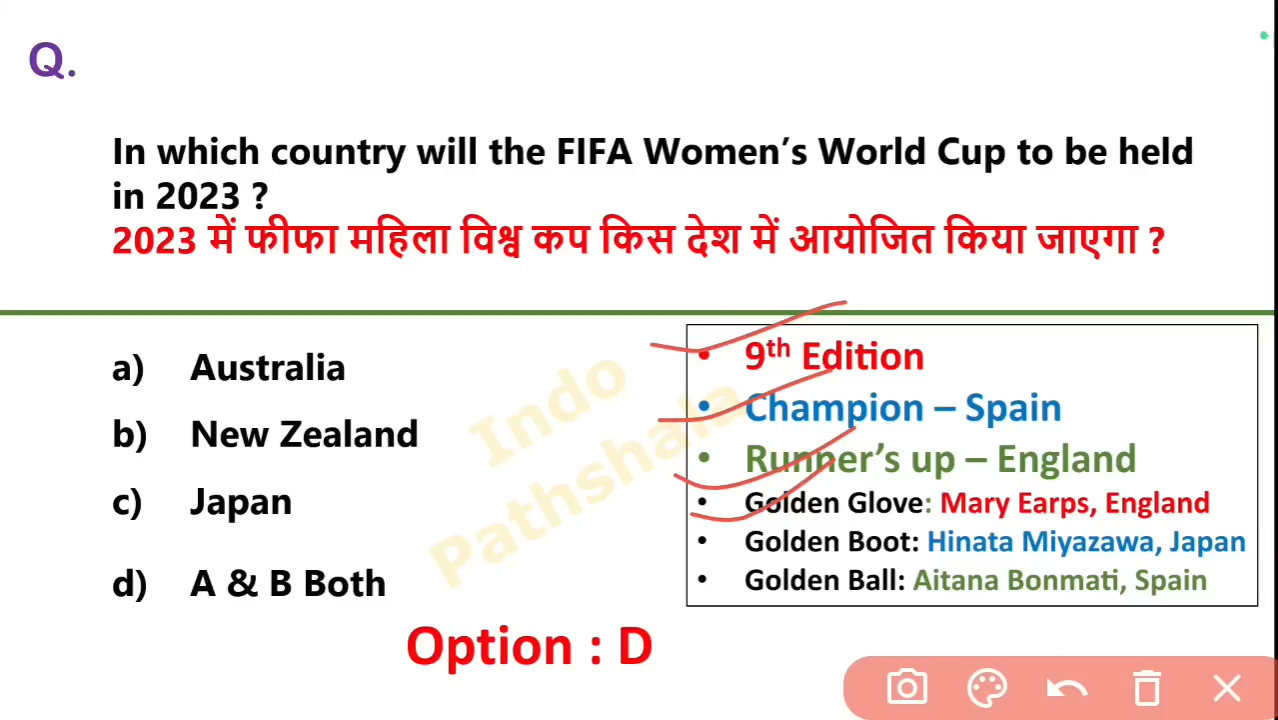 Q.
In which country will the FIFA Women’s World Cup to be held
in 2023 ?
2023 में फीफा महिला विश्व कप किस देश में आयोजित किया जाएगा ?
a) Australia
b) New Zealand
c) Japan
d) A & B Both
Option : D
• 9th Edition
• Champion – Spain
• Runner’s up – England
• Golden Glove: Mary Earps, England
• Golden Boot: Hinata Miyazawa, Japan
• Golden Ball: Aitana Bonmati, Spain
Indo
Pathshala